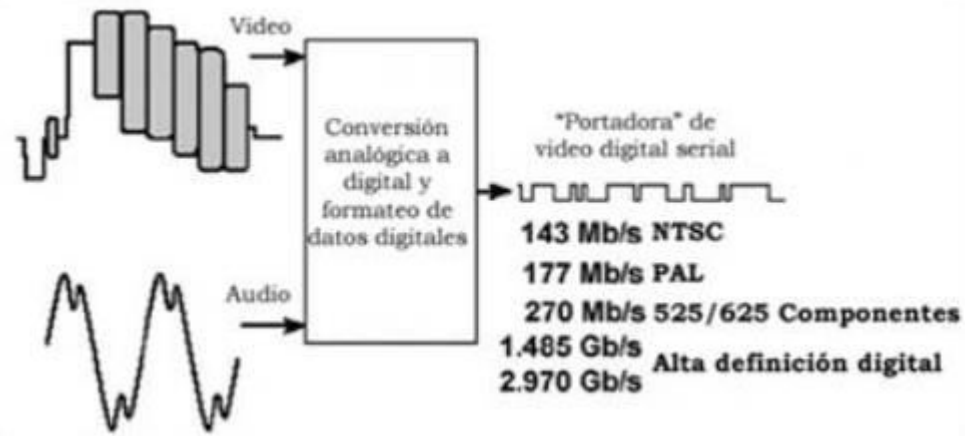 Video
Conversión
analógica a
digital y
formateo de
datos digitales
Audio
"Portadora" de
video digital serial
143 Mb/s NTSC
177 Mb/s PAL
270 Mb/s 525/625 Componentes
1.485 Gb/s
2.970 Gb/s
Alta definición digital